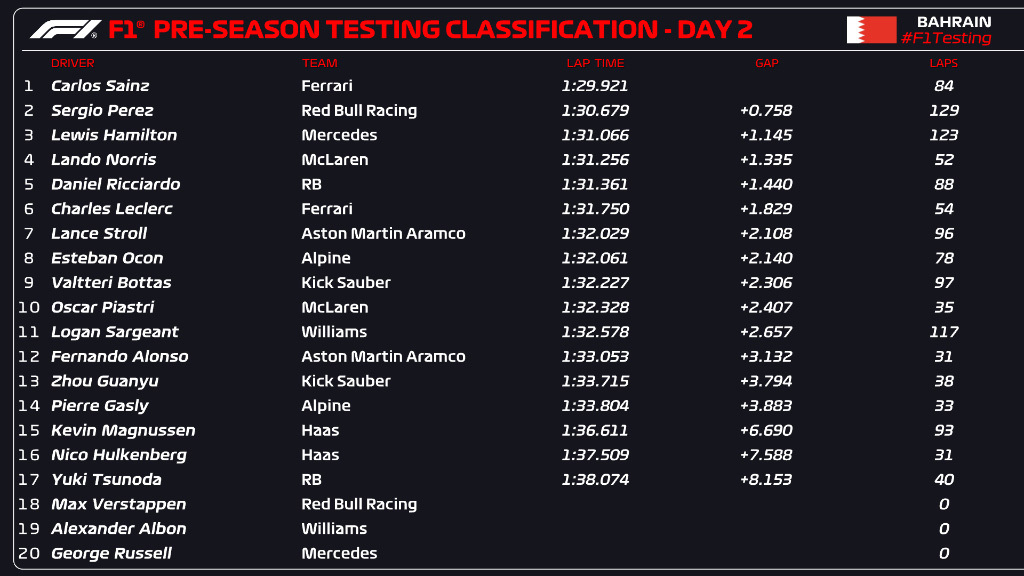 F1® F1® PRE-SEASON TESTING CLASSIFICATION - DAY 2 BAHRAIN
#F1Testing
DRIVER TEAM LAP TIME GAP LAPS
1 Carlos Sainz Ferrari 1:29.921 84
2 Sergio Perez Red Bull Racing 1:30.679 +0.758 129
3 Lewis Hamilton Mercedes 1:31.066 +1.145 123
4 Lando Norris McLaren 1:31.256 +1.335 52
5 Daniel Ricciardo RB 1:31.361 +1.440 88
6 Charles Leclerc Ferrari 1:31.750 +1.829 54
7 Lance Stroll Aston Martin Aramco 1:32.029 +2.108 96
8 Esteban Ocon Alpine 1:32.061 +2.140 78
9 Valtteri Bottas Kick Sauber 1:32.227 +2.306 97
10 Oscar Piastri McLaren 1:32.328 +2.407 35
11 Logan Sargeant Williams 1:32.578 +2.657 117
12 Fernando Alonso Aston Martin Aramco 1:33.053 +3.132 31
13 Zhou Guanyu Kick Sauber 1:33.715 +3.794 38
14 Pierre Gasly Alpine 1:33.804 +3.883 33
15 Kevin Magnussen Haas 1:36.611 +6.690 93
16 Nico Hulkenberg Haas 1:37.509 +7.588 31
17 Yuki Tsunoda RB 1:38.074 +8.153 40
18 Max Verstappen Red Bull Racing 0
19 Alexander Albon Williams 0
20 George Russell Mercedes 0